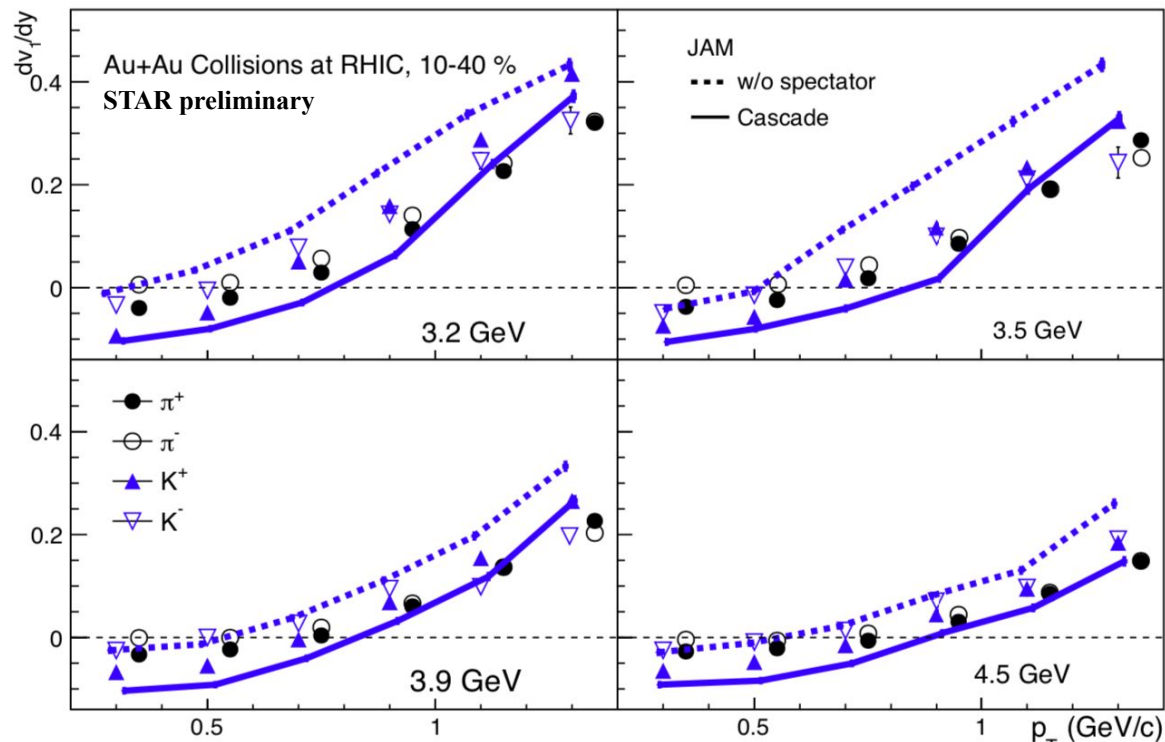 dv₁/dy
0.4
0.2
0
Au+Au Collisions at RHIC, 10-40 %
STAR preliminary
3.2 GeV
JAM
w/o spectator
Cascade
3.5 GeV
0.4
0.2
0
π⁺
π⁻
K⁺
K⁻
3.9 GeV
4.5 GeV
0.5
1
0.5
1
p_T (GeV/c)